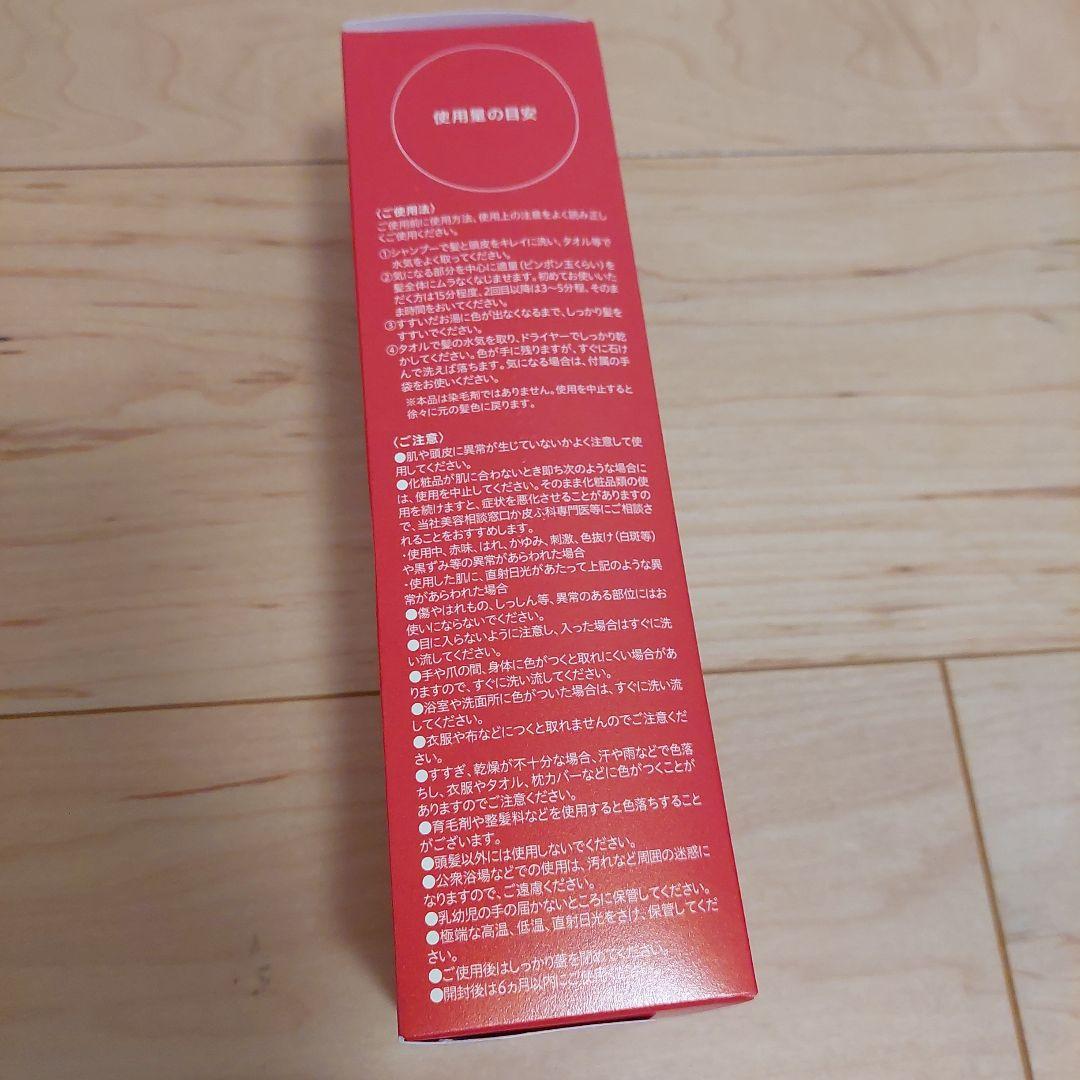 使用量の目安
〈ご使用法〉
ご使用前に使用方法、使用上の注意をよく読み正し
くご使用ください。
①シャンプーで髪と頭皮をキレイに洗い、タオル等で
水気をよく取ってください。
②気になる部分を中心に適量(ピンポン玉くらい)を
髪全体にムラなくなじませます。初めてお使いいた
だく方は15分程度、2回目以降は3~5分程、そのま
ま時間をおいてください。
③すすいだお湯に色が出なくなるまで、しっかり髪を
すすいでください。
④タオルで髪の水気を取り、ドライヤーでしっかり乾
かしてください。色が手に残りますが、すぐに石け
んで洗えば落ちます。気になる場合は、付属の手
袋をお使いください。
※本品は染毛剤ではありません。使用を中止すると
徐々に元の髪色に戻ります。
〈ご注意〉
●肌や頭皮に異常が生じていないかよく注意して使
用してください。
●化粧品が肌に合わないとき即ち次のような場合に
は、使用を中止してください。そのまま化粧品類の使
用を続けますと、症状を悪化させることがありますの
で、当社美容相談窓口か皮ふ科専門医等にご相談さ
れることをおすすめします。
・使用中、赤味、はれ、かゆみ、刺激、色抜け(白斑等)
や黒ずみ等の異常があらわれた場合
・使用した肌に、直射日光があたって上記のような異
常があらわれた場合
●傷やはれもの、しっしん等、異常のある部位にはお
使いにならないでください。
●目に入らないように注意し、入った場合はすぐに洗
い流してください。
●手や爪の間、身体に色がつくと取れにくい場合があ
りますので、すぐに洗い流してください。
●浴室や洗面所に色がついた場合は、すぐに洗い流
してください。
●衣服や布などにつくと取れませんのでご注意くだ
さい。
●すすぎ、乾燥が不十分な場合、汗や雨などで色落
ちし、衣服やタオル、枕カバーなどに色がつくことが
ありますのでご注意ください。
●育毛剤や整髪料などを使用すると色落ちすること
がございます。
●頭髪以外には使用しないでください。
●公衆浴場などでの使用は、汚れなど周囲の迷惑に
なりますので、ご遠慮ください。
●乳幼児の手の届かないところに保管してください。
●極端な高温、低温、直射日光をさけ、保管してくだ
さい。
●ご使用後はしっかり蓋を閉めてください。
●開封後は6ヵ月以内にご使用